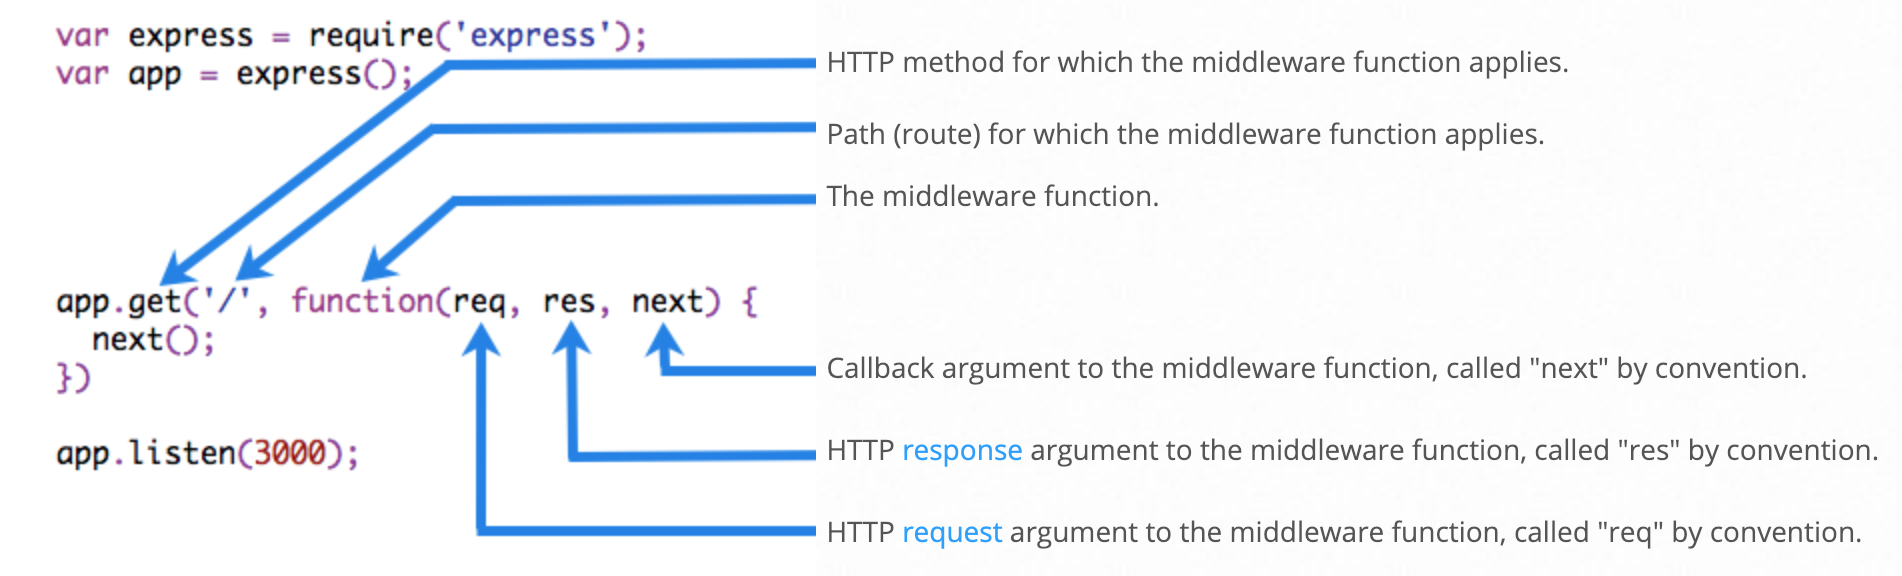 var express = require('express');
var app = express();
HTTP method for which the middleware function applies.
Path (route) for which the middleware function applies.
The middleware function.
app.get('/', function(req, res, next) {
  next();
})
Callback argument to the middleware function, called "next" by convention.
app.listen(3000);
HTTP response argument to the middleware function, called "res" by convention.
HTTP request argument to the middleware function, called "req" by convention.